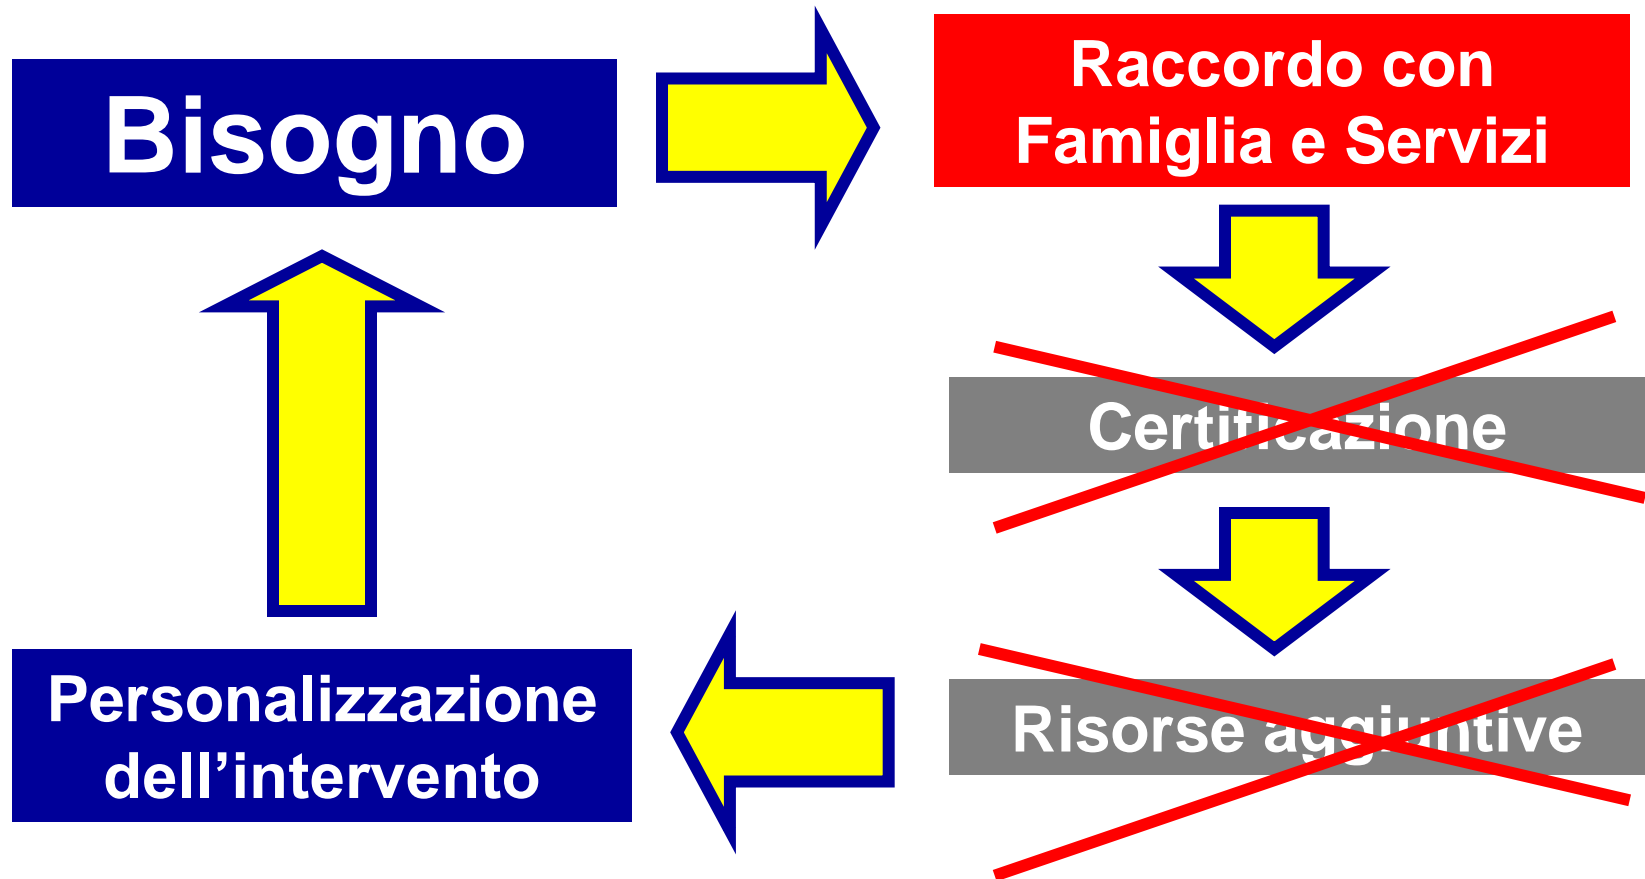 Bisogno
Raccordo con
Famiglia e Servizi
Certificazione
Risorse aggiuntive
Personalizzazione
dell’intervento